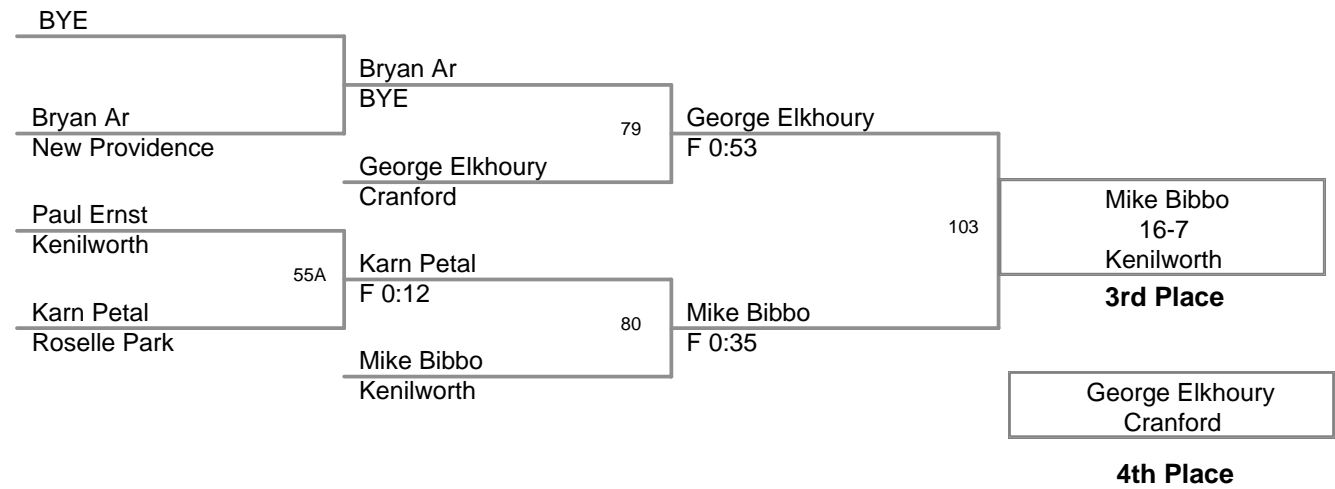 BYE
Bryan Ar
New Providence
Paul Ernst
Kenilworth
55A
Karn Petal
Roselle Park
Bryan Ar
BYE
79
George Elkhoury
Cranford
Karn Petal
F 0:12
80
Mike Bibbo
Kenilworth
George Elkhoury
F 0:53
103
Mike Bibbo
F 0:35
Mike Bibbo
16-7
Kenilworth
3rd Place
George Elkhoury
Cranford
4th Place